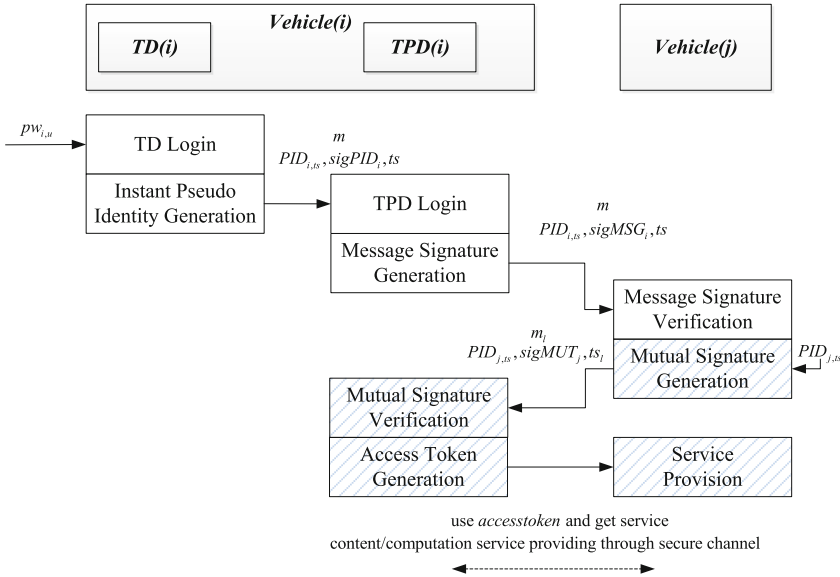 Vehicle(i)
TD(i)
TPD(i)
Vehicle(j)
pw_{i,u}
TD Login
Instant Pseudo
Identity Generation
m
PID_{i,ts}, sigPID_i, ts
TPD Login
Message Signature
Generation
m
PID_{i,ts}, sigMSG_i, ts
Message Signature
Verification
Mutual Signature
Generation
PID_{j,ts}
m_l
PID_{j,ts}, sigMUT_j, ts_l
Mutual Signature
Verification
Access Token
Generation
Service
Provision
use accesstoken and get service
content/computation service providing through secure channel